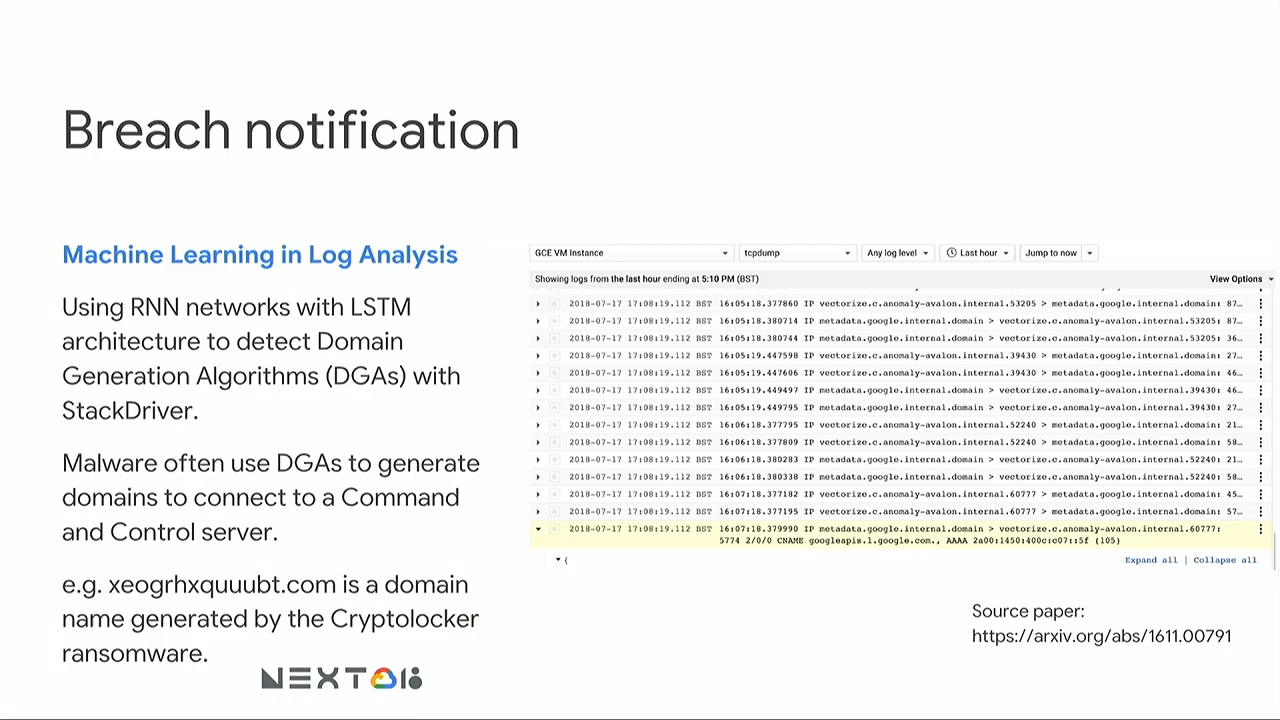 Breach notification
Machine Learning in Log Analysis
Using RNN networks with LSTM
architecture to detect Domain
Generation Algorithms (DGAs) with
StackDriver.
Malware often use DGAs to generate
domains to connect to a Command
and Control server.
e.g. xeogrhxquuubt.com is a domain
name generated by the Cryptolocker
ransomware.
NEXT 18
GCE VM Instance tcpdump Any log level Last hour Jump to now
Showing logs from the last hour ending at 5:10 PM (BST) View Options
2018-07-17 17:08:19.112 BST 16:05:18.377860 IP vectorize.c.anomaly-avalon.internal.53205 > metadata.google.internal.domain: 87…
2018-07-17 17:08:19.112 BST 16:05:18.380714 IP metadata.google.internal.domain > vectorize.c.anomaly-avalon.internal.53205: 87…
2018-07-17 17:08:19.112 BST 16:05:18.380744 IP metadata.google.internal.domain > vectorize.c.anomaly-avalon.internal.53205: 36…
2018-07-17 17:08:19.112 BST 16:05:19.447598 IP vectorize.c.anomaly-avalon.internal.39430 > metadata.google.internal.domain: 27…
2018-07-17 17:08:19.112 BST 16:05:19.447606 IP vectorize.c.anomaly-avalon.internal.39430 > metadata.google.internal.domain: 46…
2018-07-17 17:08:19.112 BST 16:05:19.449497 IP metadata.google.internal.domain > vectorize.c.anomaly-avalon.internal.39430: 46…
2018-07-17 17:08:19.112 BST 16:05:19.449795 IP metadata.google.internal.domain > vectorize.c.anomaly-avalon.internal.39430: 27…
2018-07-17 17:08:19.112 BST 16:06:18.377795 IP vectorize.c.anomaly-avalon.internal.52240 > metadata.google.internal.domain: 21…
2018-07-17 17:08:19.112 BST 16:06:18.377809 IP vectorize.c.anomaly-avalon.internal.52240 > metadata.google.internal.domain: 58…
2018-07-17 17:08:19.112 BST 16:06:18.380283 IP metadata.google.internal.domain > vectorize.c.anomaly-avalon.internal.52240: 21…
2018-07-17 17:08:19.112 BST 16:06:18.380338 IP metadata.google.internal.domain > vectorize.c.anomaly-avalon.internal.52240: 58…
2018-07-17 17:08:19.112 BST 16:07:18.377182 IP vectorize.c.anomaly-avalon.internal.60777 > metadata.google.internal.domain: 45…
2018-07-17 17:08:19.112 BST 16:07:18.377195 IP vectorize.c.anomaly-avalon.internal.60777 > metadata.google.internal.domain: 57…
2018-07-17 17:08:19.112 BST 16:07:18.379990 IP metadata.google.internal.domain > vectorize.c.anomaly-avalon.internal.60777:
5774 2/0/0 CNAME googleapis.l.google.com., AAAA 2a00:1450:400c:c07::5f (105)
{ Expand all | Collapse all
Source paper:
https://arxiv.org/abs/1611.00791